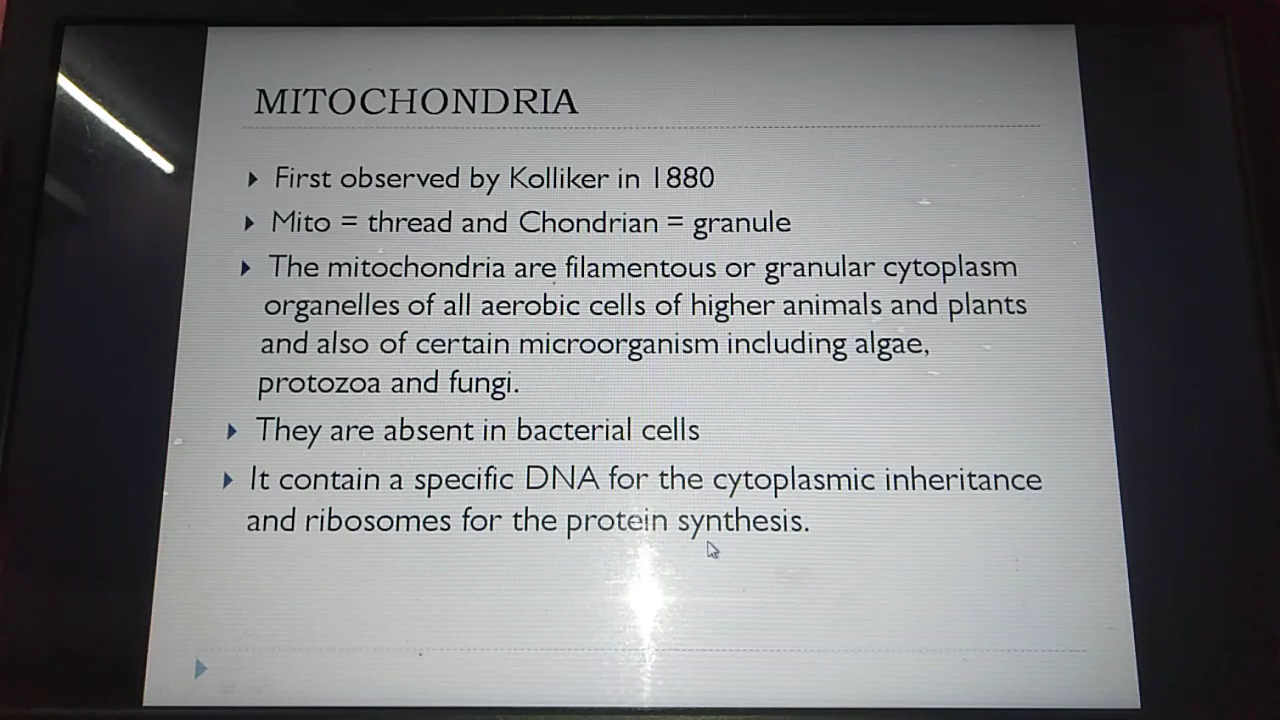 MITOCHONDRIA
First observed by Kolliker in 1880
Mito = thread and Chondrian = granule
The mitochondria are filamentous or granular cytoplasm
organelles of all aerobic cells of higher animals and plants
and also of certain microorganism including algae,
protozoa and fungi.
They are absent in bacterial cells
It contain a specific DNA for the cytoplasmic inheritance
and ribosomes for the protein synthesis.